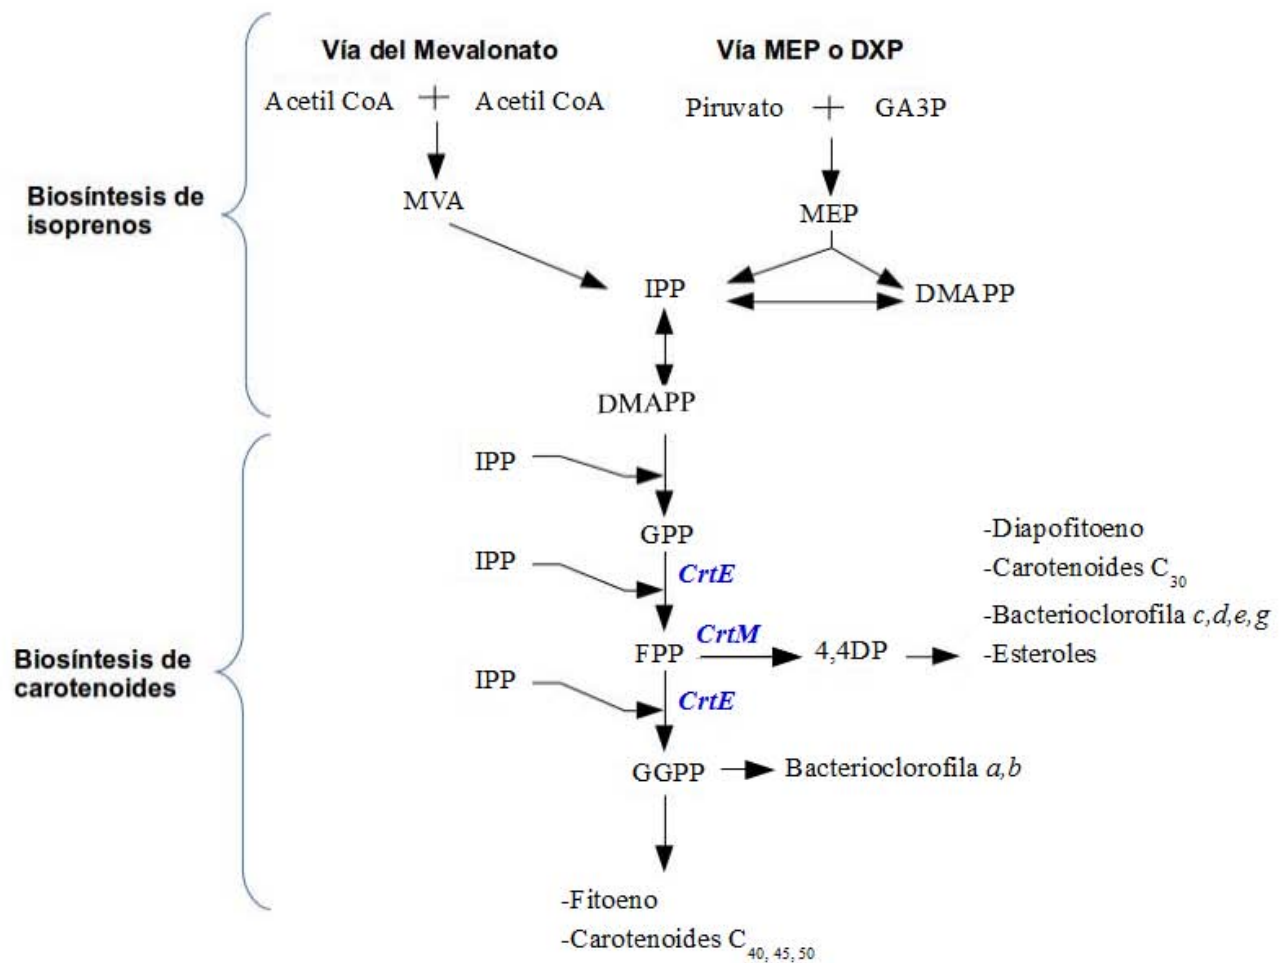 Vía del Mevalonato
Vía MEP o DXP
Acetil CoA + Acetil CoA
Piruvato + GA3P
Biosíntesis de
isoprenos
MVA
MEP
IPP
DMAPP
DMAPP
IPP
GPP
IPP
CrtE
-Diapofitoeno
-Carotenoides C30
-Bacterioclorofila c,d,e,g
-Esteroles
Biosíntesis de
carotenoides
FPP
CrtM
4,4DP
IPP
CrtE
GGPP
Bacterioclorofila a,b
-Fitoeno
-Carotenoides C40, 45, 50